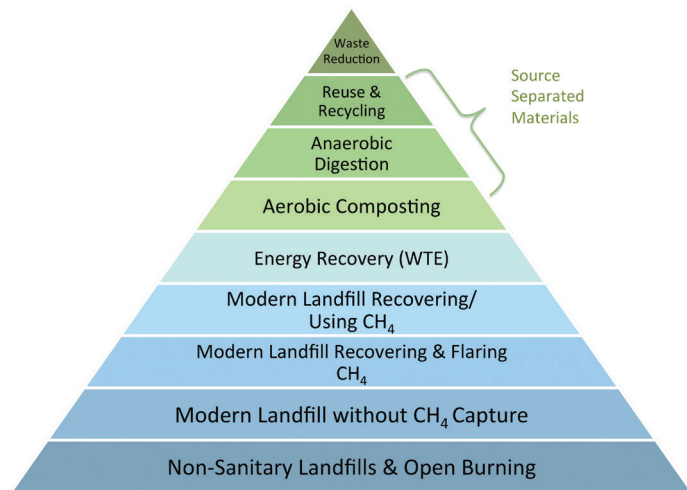 Waste
Reduction
Reuse &
Recycling
Source
Separated
Materials
Anaerobic
Digestion
Aerobic Composting
Energy Recovery (WTE)
Modern Landfill Recovering/
Using CH₄
Modern Landfill Recovering & Flaring
CH₄
Modern Landfill without CH₄ Capture
Non-Sanitary Landfills & Open Burning